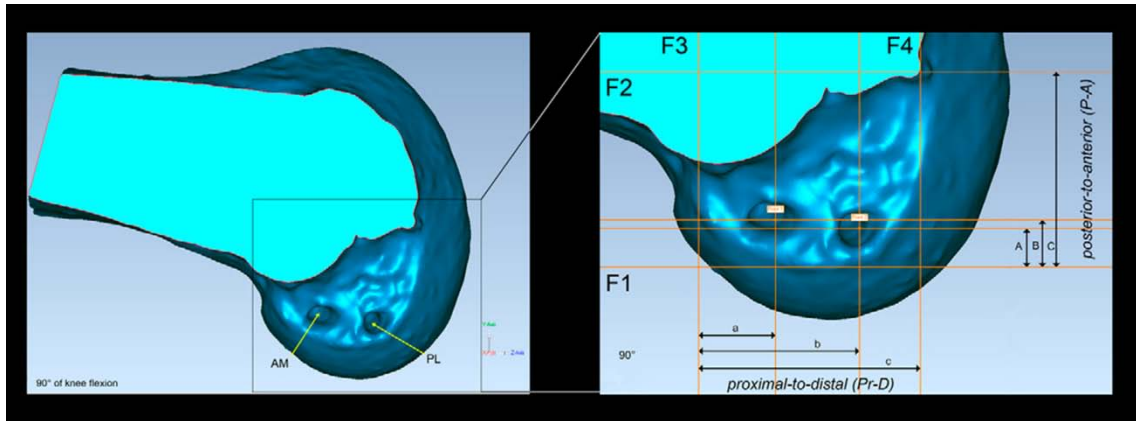 AM
PL
90° of knee flexion
F3
F4
F2
F1
A
B
C
posterior-to-anterior (P-A)
a
b
c
90°
proximal-to-distal (Pr-D)